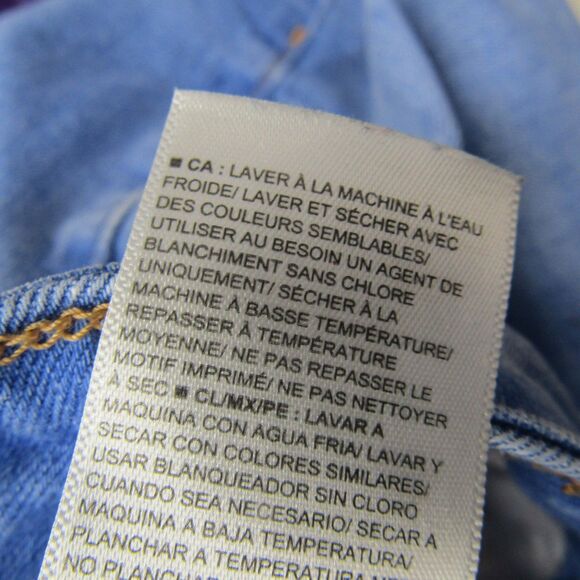 ■ CA : LAVER À LA MACHINE À L'EAU
FROIDE/ LAVER ET SÉCHER AVEC
DES COULEURS SEMBLABLES/
UTILISER AU BESOIN UN AGENT DE
BLANCHIMENT SANS CHLORE
UNIQUEMENT/ SÉCHER À LA
MACHINE À BASSE TEMPÉRATURE/
REPASSER À TEMPÉRATURE
MOYENNE/ NE PAS REPASSER LE
MOTIF IMPRIMÉ/ NE PAS NETTOYER
À SEC ■ CL/MX/PE : LAVAR A
MAQUINA CON AGUA FRIA/ LAVAR Y
SECAR CON COLORES SIMILARES/
USAR BLANQUEADOR SIN CLORO
CUANDO SEA NECESARIO/ SECAR A
MAQUINA A BAJA TEMPERATURA/
PLANCHAR A TEMPERATURA
NO PLANCHAR